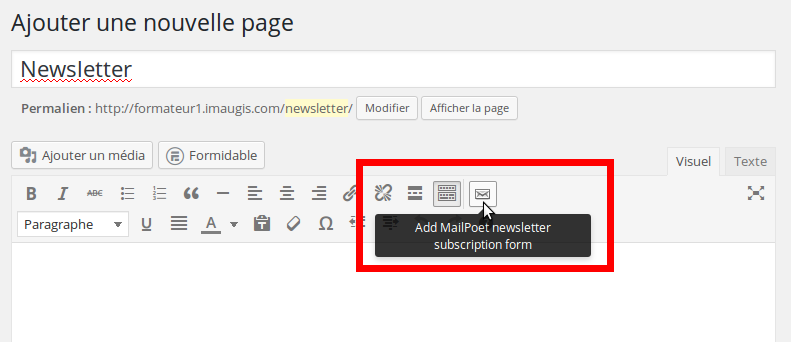 Ajouter une nouvelle page
Newsletter
Permalien : http://formateur1.imaugis.com/newsletter/ Modifier Afficher la page
Ajouter un média Formidable Visuel Texte
B I ABC
Paragraphe U A Ω
Add MailPoet newsletter
subscription form